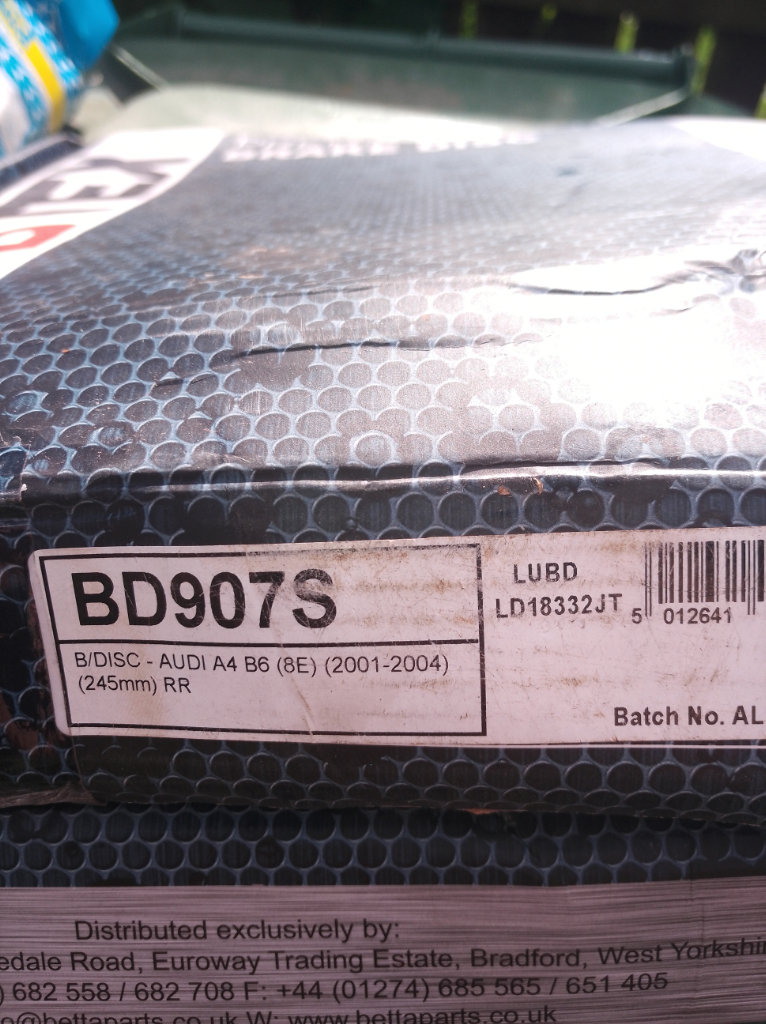 BD907S
B/DISC - AUDI A4 B6 (8E) (2001-2004)
(245mm) RR
LUBD
LD18332JT
5 012641
Batch No. AL
Distributed exclusively by:
edale Road, Euroway Trading Estate, Bradford, West Yorkshi
) 682 558 / 682 708 F: +44 (01274) 685 565 / 651 405
o@bettaparts.co.uk W: www.bettaparts.co.uk